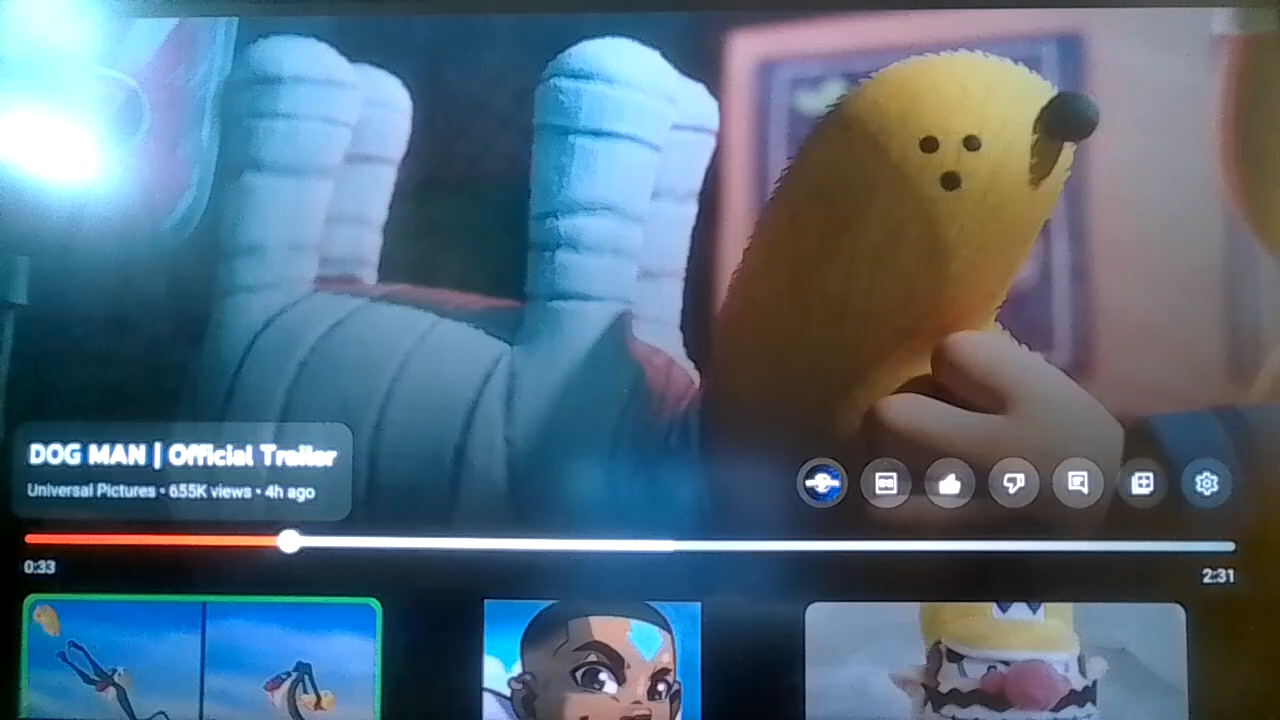 DOG MAN | Official Trailer
Universal Pictures • 655K views • 4h ago
0:33
2:31